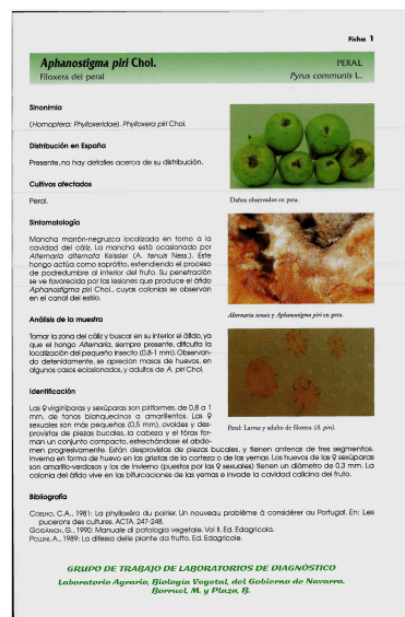 Ficha 1
Aphanostigma piri Chol.
PERAL
Filoxera del peral
Pyrus communis L.
Sinonimia
(Homoptera: Phylloxeridae). Phylloxera piri Chol.
Distribución en España
Presente, no hay detalles acerca de su distribución.
Cultivos afectados
Peral.
Daños observados en pera.
Sintomatología
Mancha marrón-negruzca localizada en torno a la
cavidad del cáliz. La mancha está ocasionada por
Alternaria alternata Keissler (A. tenuis Ness.). Este
hongo actúa como saprófito, extendiendo el proceso
de podredumbre al interior del fruto. Su penetración
se ve favorecida por las lesiones que produce el áfido
Aphanostigma piri Chol., cuyas colonias se observan
en el canal del estilo.
Alternaria tenuis y Aphanostigma piri en pera.
Análisis de la muestra
Tomar la zona del cáliz y buscar en su interior el áfido, ya
que el hongo Alternaria, siempre presente, dificulta la
localización del pequeño insecto (0,8-1 mm). Observan-
do detenidamente, se aprecian masas de huevos, en
algunos casos eclosionados, y adultos de A. piri Chol.
Identificación
Las ♀ virginíparas y sexúparas son piriformes, de 0,8 a 1
mm, de tonos blanquecinos a amarillentos. Las ♀
sexuales son más pequeñas (0,5 mm), ovoides y des-
provistas de piezas bucales, la cabeza y el tórax for-
man un conjunto compacto, estrechándose el abdo-
men progresivamente. Están desprovistas de piezas bucales, y tienen antenas de tres segmentos.
Inverna en forma de huevo en las grietas de la corteza o de las yemas. Los huevos de las ♀ sexúparas
son amarillo-verdosos y los de invierno (puestos por las ♀ sexuales) tienen un diámetro de 0,3 mm. La
colonia del áfido vive en las bifurcaciones de las yemas e invade la cavidad calicina del fruto.
Peral: Larvas y adulto de filoxera (A. piri).
Bibliografía
COELHO, C.A., 1981: La phylloxéra du poirier. Un nouveau problème à considérer au Portugal. En: Les
pucerons des cultures. ACTA. 247-248.
GOIDÀNICH, G., 1990: Manuale di patologia vegetale. Vol II. Ed. Edagricola.
POLLINI, A., 1989: La difesa delle piante da frutto. Ed. Edagricole.
GRUPO DE TRABAJO DE LABORATORIOS DE DIAGNÓSTICO
Laboratorio Agrario, Biología Vegetal, del Gobierno de Navarra.
Borruel, M. y Plaza, B.